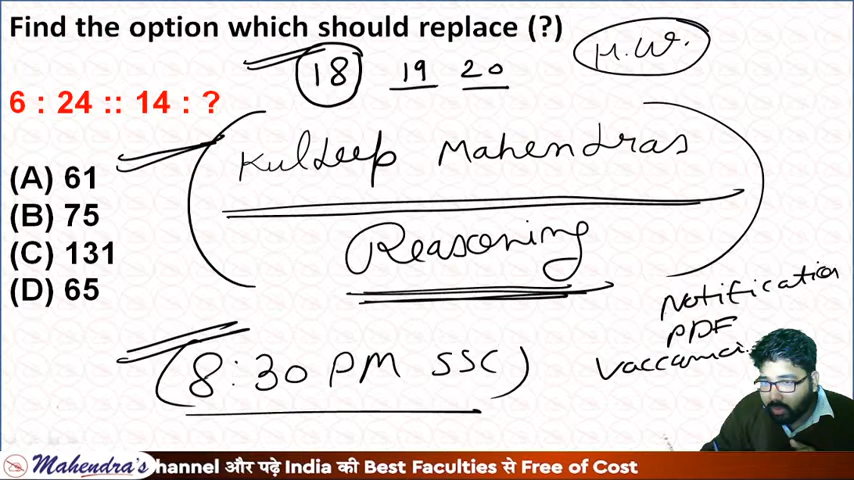 Find the option which should replace (?)
H.W.
18 19 20
6 : 24 :: 14 : ?
Kuldeep Mahendras
(A) 61
(B) 75
Reasoning
(C) 131
(D) 65
Notification
PDF
(8:30 PM SSC)
Mahendra's hannel और पढ़े India की Best Faculties से Free of Cost